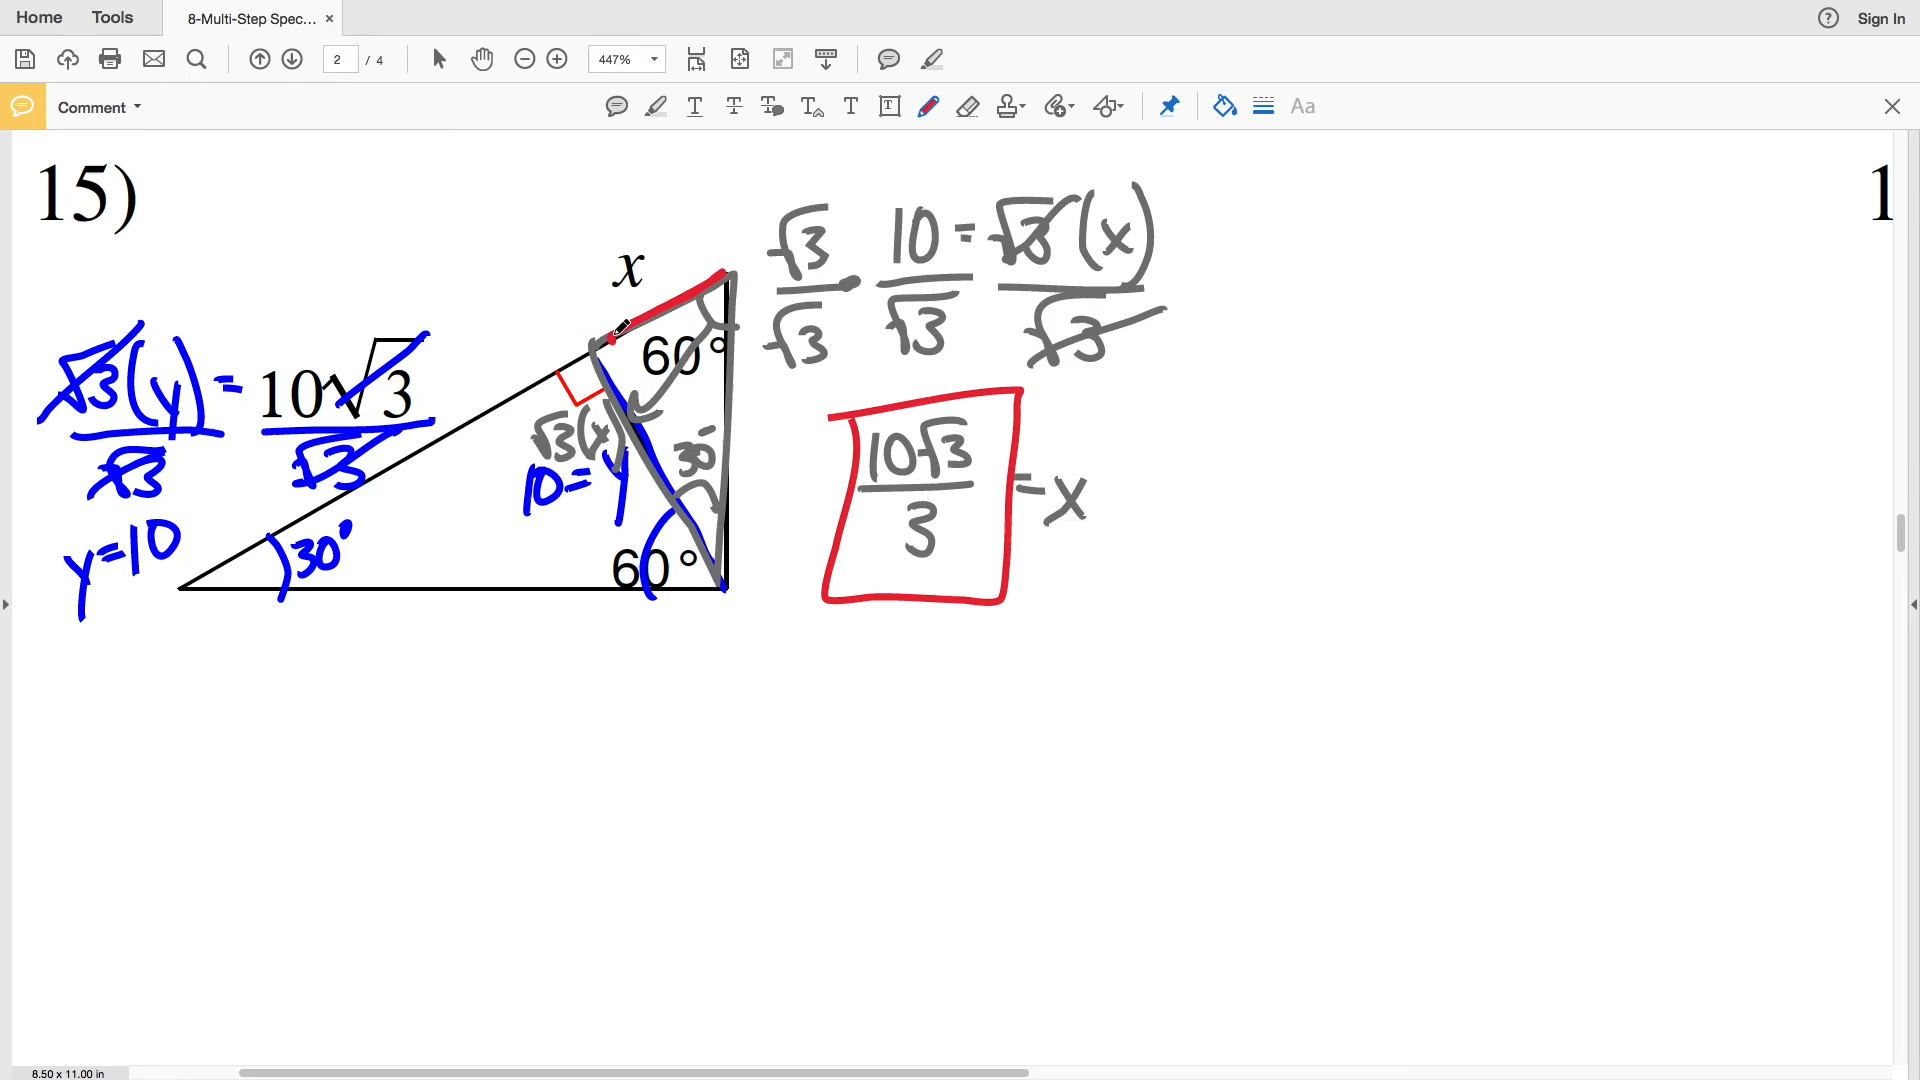 Home Tools 8-Multi-Step Spec... × ? Sign In
2 / 4 447%
Comment Aa
15)
1
x
√3/√3 · 10/√3 = √3(x)/√3
60°
√3(y)/√3 = 10√3/√3
√3(x)
30°
10=y
10√3/3 = x
y=10
30°
60°
8.50 x 11.00 in